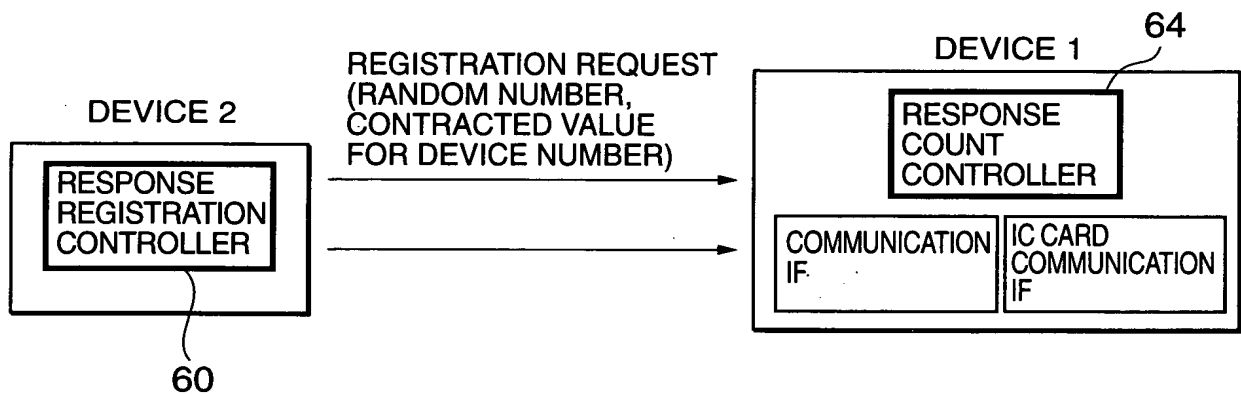 DEVICE 2
RESPONSE
REGISTRATION
CONTROLLER
60
REGISTRATION REQUEST
(RANDOM NUMBER,
CONTRACTED VALUE
FOR DEVICE NUMBER)
DEVICE 1
64
RESPONSE
COUNT
CONTROLLER
COMMUNICATION
IF
IC CARD
COMMUNICATION
IF